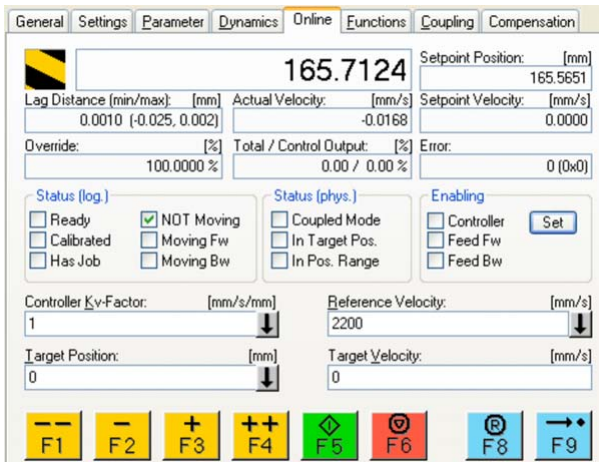 General Settings Parameter Dynamics Online Functions Coupling Compensation
165.7124
Setpoint Position: [mm]
165.5651
Lag Distance (min/max): [mm] Actual Velocity: [mm/s] Setpoint Velocity: [mm/s]
0.0010 (-0.025, 0.002) -0.0168 0.0000
Override: [%] Total / Control Output: [%] Error:
100.0000 % 0.00 / 0.00 % 0 (0x0)
Status (log.) Status (phys.) Enabling
Ready NOT Moving Coupled Mode Controller Set
Calibrated Moving Fw In Target Pos. Feed Fw
Has Job Moving Bw In Pos. Range Feed Bw
Controller Kv-Factor: [mm/s/mm] Reference Velocity: [mm/s]
1 2200
Target Position: [mm] Target Velocity: [mm/s]
0 0
-- - + ++ R
F1 F2 F3 F4 F5 F6 F8 F9